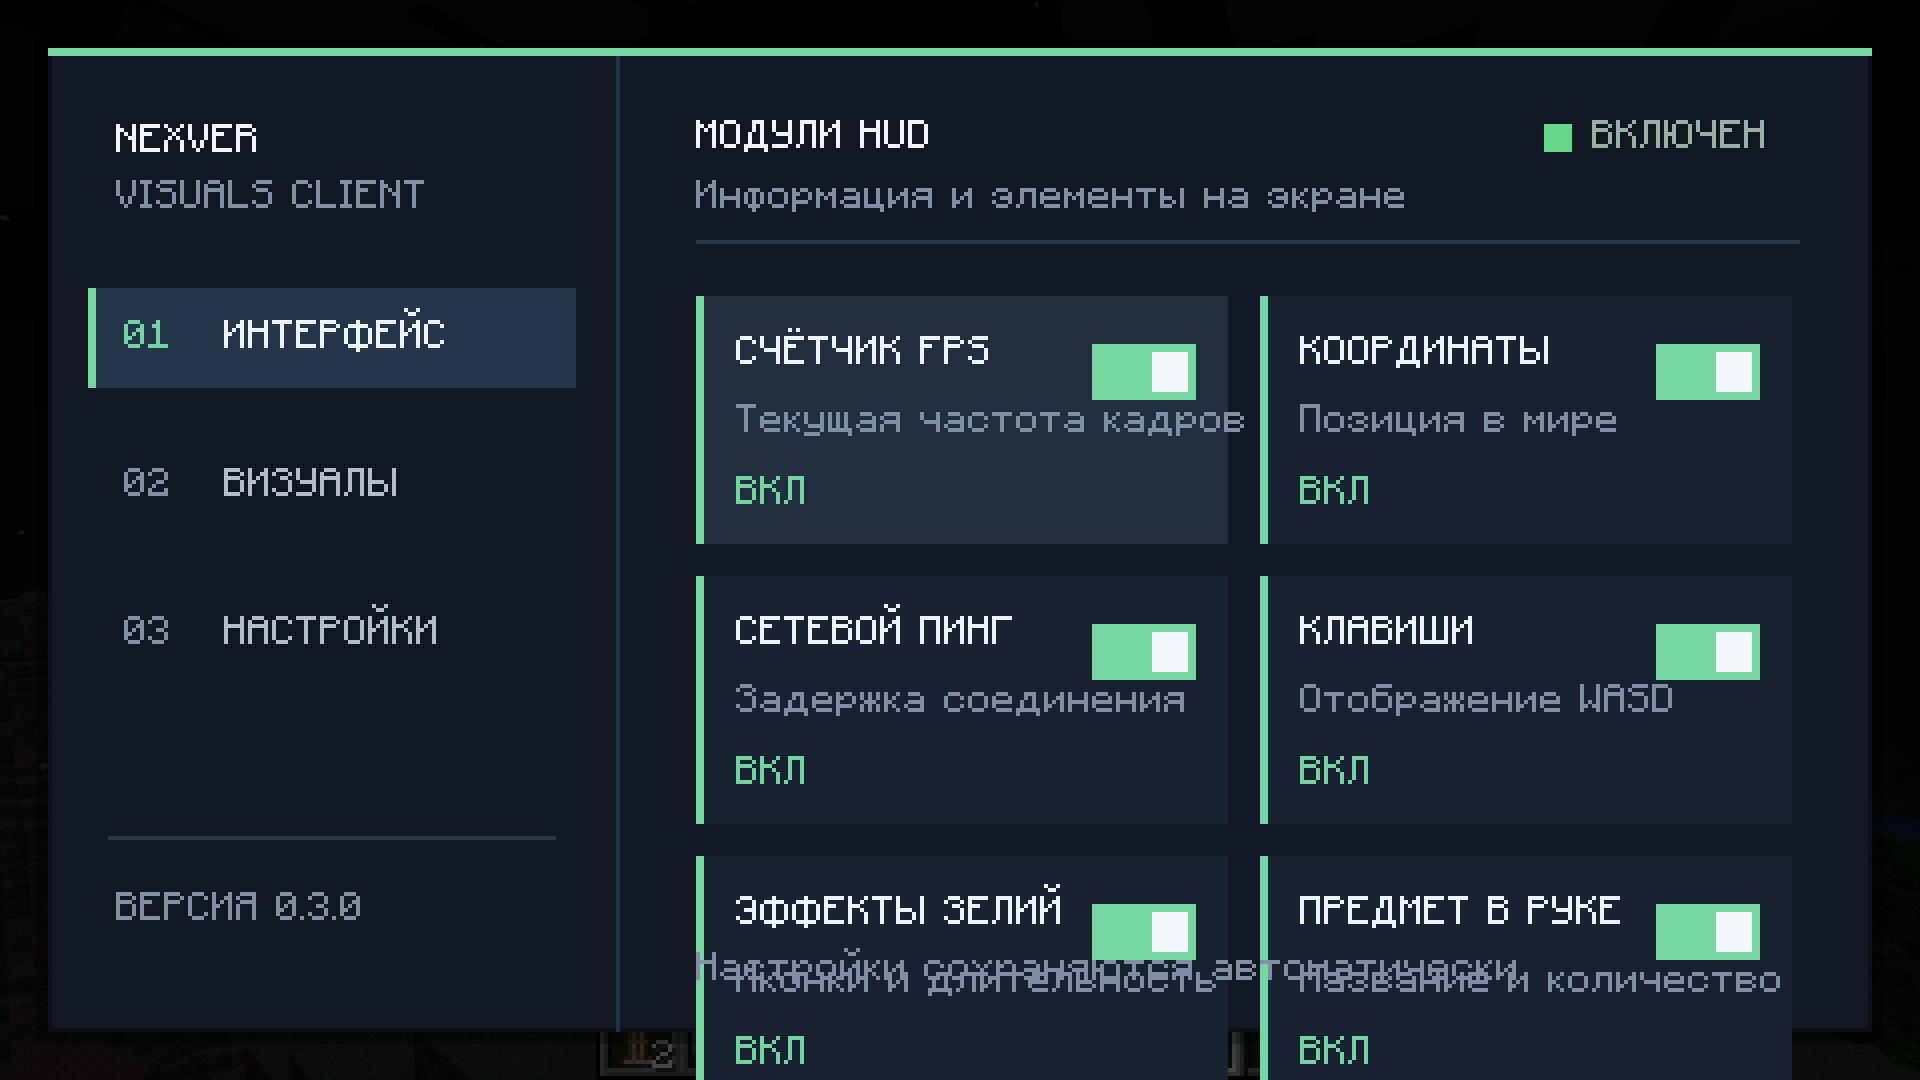 NEXVER
VISUALS CLIENT
01 ИНТЕРФЕЙС
02 ВИЗУАЛЫ
03 НАСТРОЙКИ
ВЕРСИЯ 0.3.0
МОДУЛИ HUD
ВКЛЮЧЕН
Информация и элементы на экране
СЧЁТЧИК FPS
Текущая частота кадров
ВКЛ
КООРДИНАТЫ
Позиция в мире
ВКЛ
СЕТЕВОЙ ПИНГ
Задержка соединения
ВКЛ
КЛАВИШИ
Отображение WASD
ВКЛ
ЭФФЕКТЫ ЗЕЛИЙ
Иконки и длительность
ВКЛ
ПРЕДМЕТ В РУКЕ
Название и количество
ВКЛ
Настройки сохраняются автоматически
2